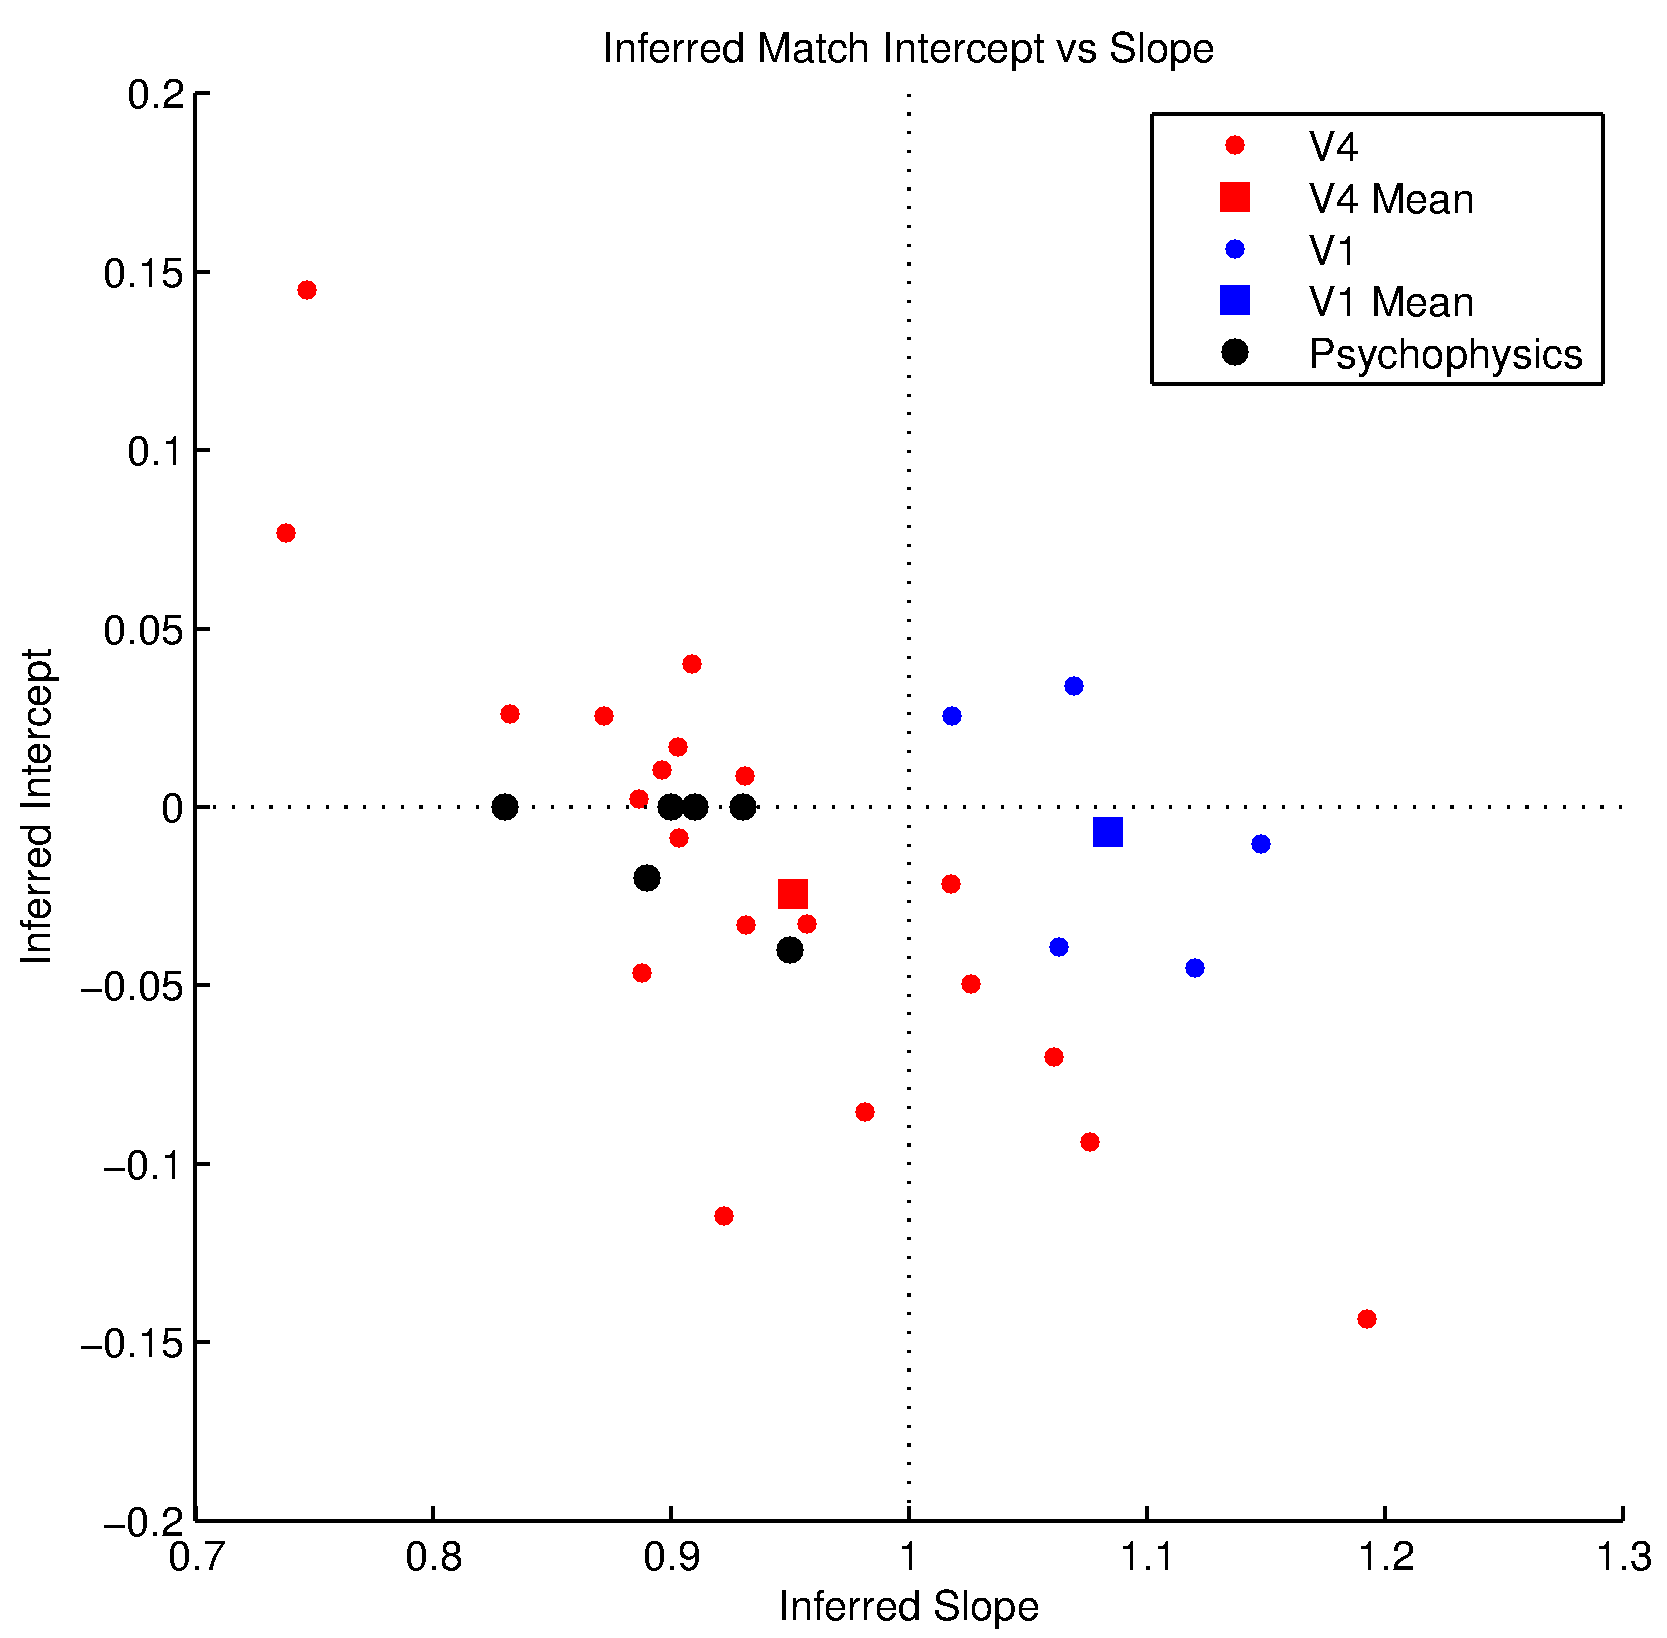 Inferred Match Intercept vs Slope
0.2
0.15
0.1
0.05
0
−0.05
−0.1
−0.15
−0.2
Inferred Intercept
V4
V4 Mean
V1
V1 Mean
Psychophysics
0.7 0.8 0.9 1 1.1 1.2 1.3
Inferred Slope